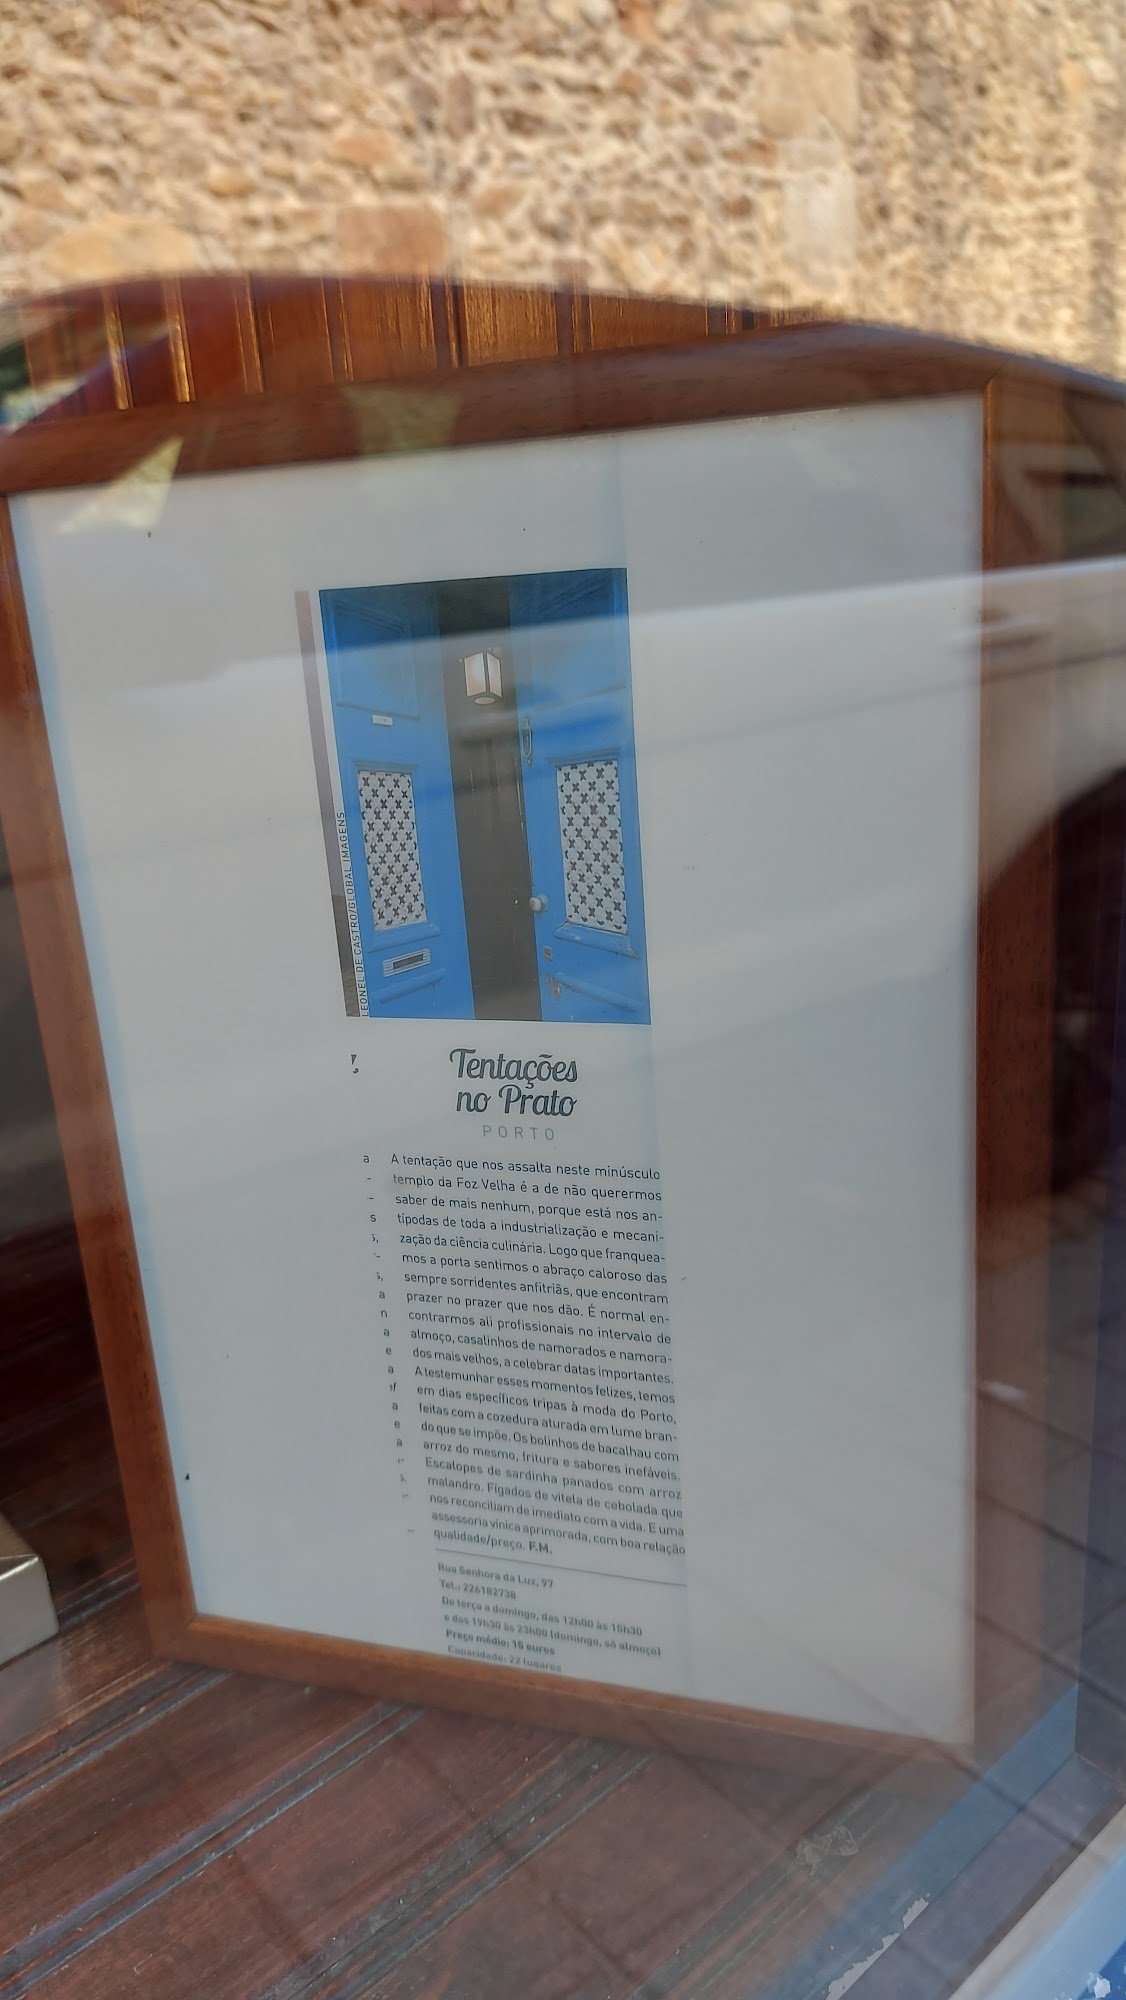 LEONEL DE CASTRO/GLOBAL IMAGENS
Tentações
no Prato
PORTO
A tentação que nos assalta neste minúsculo
templo da Foz Velha é a de não querermos
saber de mais nenhum, porque está nos an-
típodas de toda a industrialização e mecani-
zação da ciência culinária. Logo que franquea-
mos a porta sentimos o abraço caloroso das
sempre sorridentes anfitriãs, que encontram
prazer no prazer que nos dão. É normal en-
contrarmos ali profissionais no intervalo de
almoço, casalinhos de namorados e namora-
dos mais velhos, a celebrar datas importantes.
A testemunhar esses momentos felizes, temos
em dias específicos tripas à moda do Porto,
feitas com a cozedura aturada em lume bran-
do que se impõe. Os bolinhos de bacalhau com
arroz do mesmo, fritura e sabores inefáveis.
Escalopes de sardinha panados com arroz
malandro. Fígados de vitela de cebolada que
nos reconciliam de imediato com a vida. E uma
assessoria vínica aprimorada, com boa relação
qualidade/preço. F.M.
Rua Senhora da Luz, 97
Tel.: 226182738
De terça a domingo, das 12h00 às 15h30
e das 19h30 às 23h00 (domingo, só almoço)
Preço médio: 15 euros
Capacidade: 22 lugares